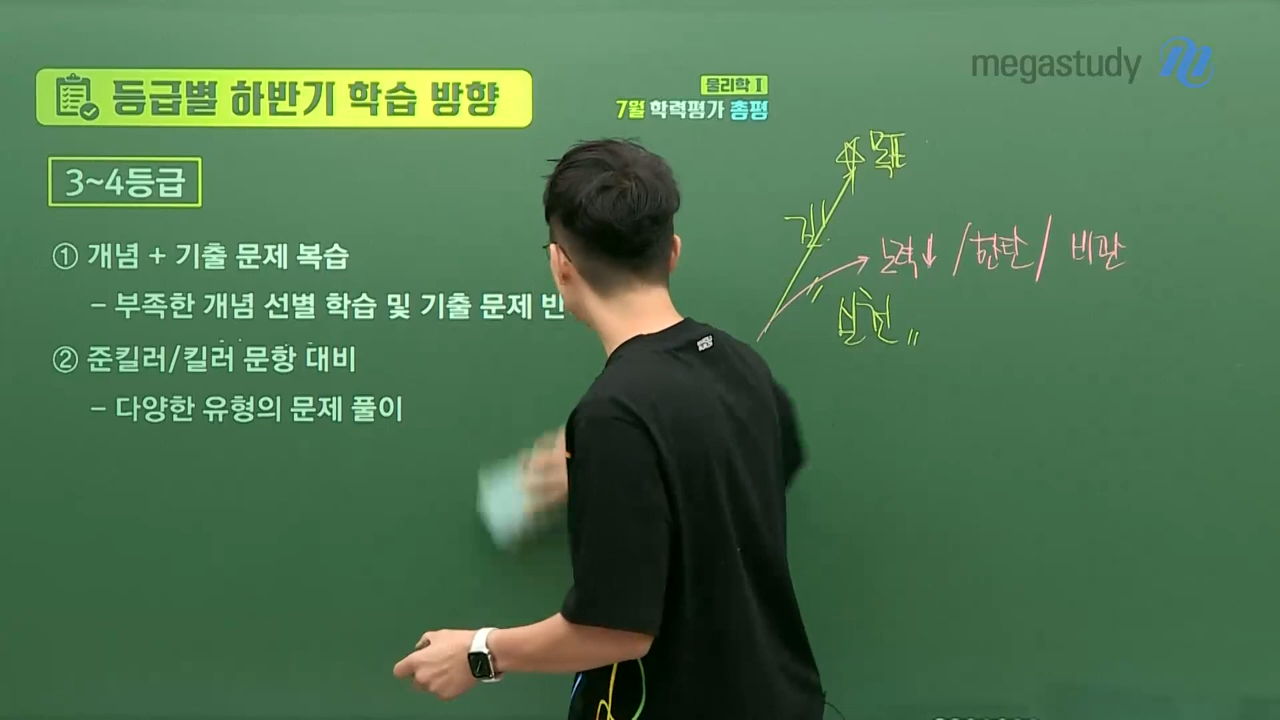 megastudy
등급별 하반기 학습 방향
물리학 I
7월 학력평가 총평
3~4등급
① 개념 + 기출 문제 복습
– 부족한 개념 선별 학습 및 기출 문제 반
② 준킬러/킬러 문항 대비
– 다양한 유형의 문제 풀이
목표
노력↓ / 한탄 / 비관
실천